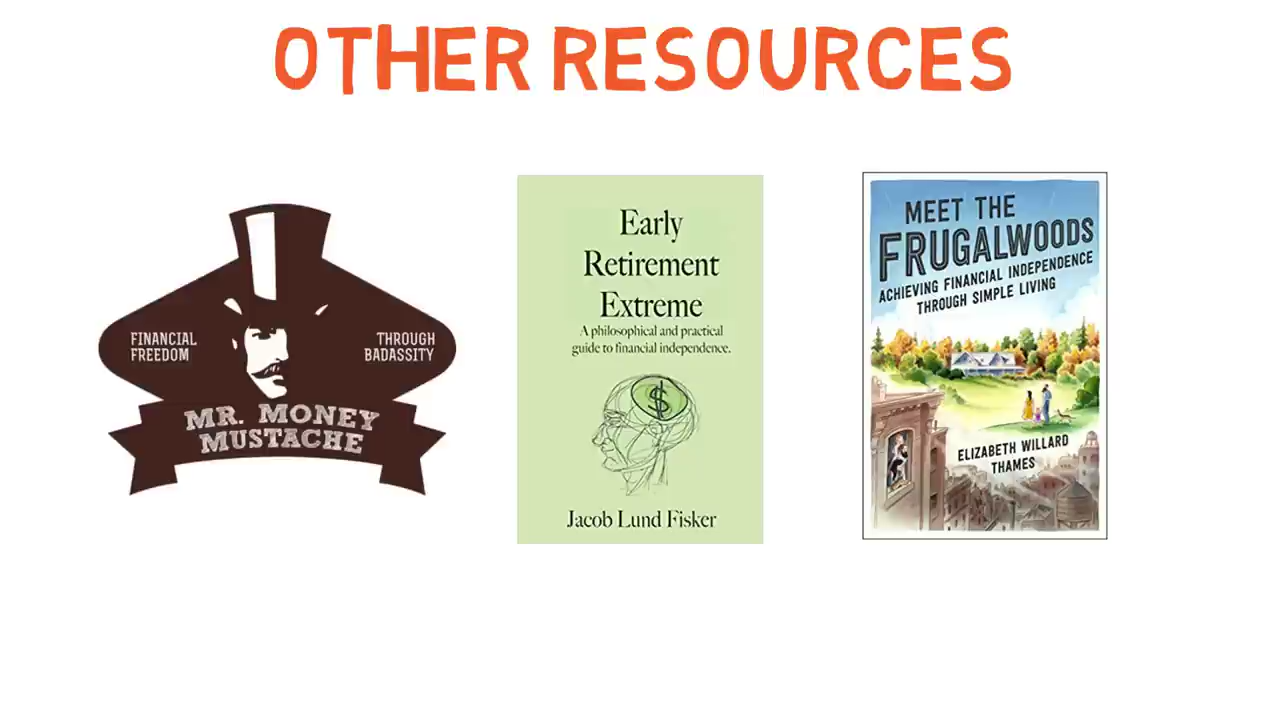 OTHER RESOURCES
FINANCIAL
FREEDOM
THROUGH
BADASSITY
MR. MONEY
MUSTACHE
Early
Retirement
Extreme
A philosophical and practical
guide to financial independence.
$
Jacob Lund Fisker
MEET THE
FRUGALWOODS
ACHIEVING FINANCIAL INDEPENDENCE
THROUGH SIMPLE LIVING
ELIZABETH WILLARD
THAMES